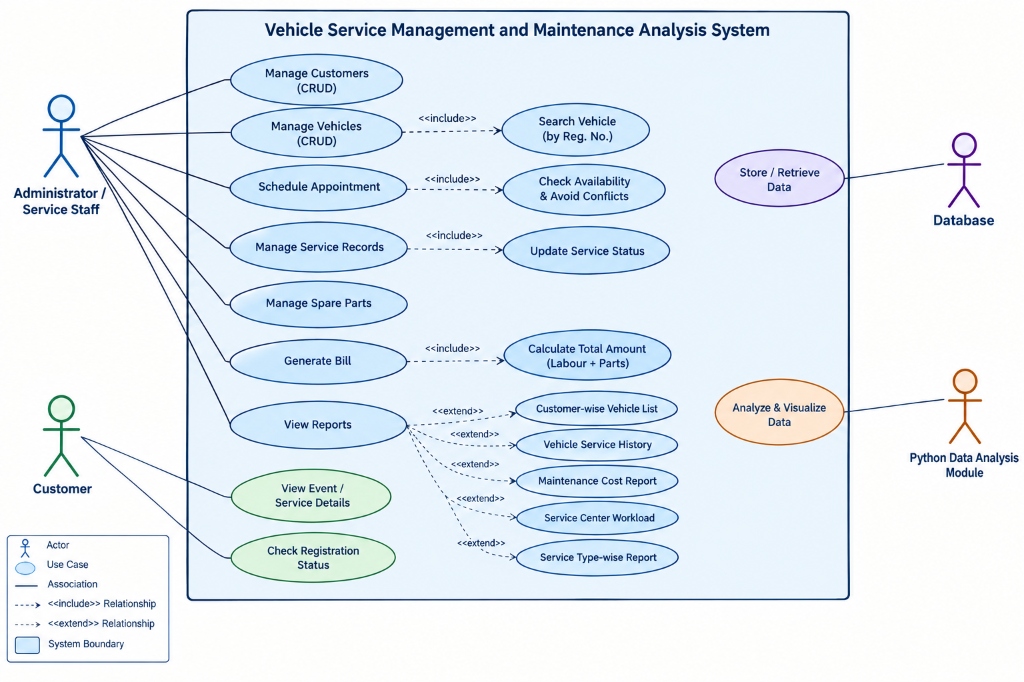 Vehicle Service Management and Maintenance Analysis System
Manage Customers
(CRUD)
Manage Vehicles
(CRUD)
<<include>>
Search Vehicle
(by Reg. No.)
Schedule Appointment
<<include>>
Check Availability
& Avoid Conflicts
Manage Service Records
<<include>>
Update Service Status
Manage Spare Parts
Generate Bill
<<include>>
Calculate Total Amount
(Labour + Parts)
View Reports
<<extend>>
Customer-wise Vehicle List
<<extend>>
Vehicle Service History
<<extend>>
Maintenance Cost Report
<<extend>>
Service Center Workload
<<extend>>
Service Type-wise Report
View Event /
Service Details
Check Registration
Status
Store / Retrieve
Data
Analyze & Visualize
Data
Administrator /
Service Staff
Customer
Database
Python Data Analysis
Module
Actor
Use Case
Association
<<include>> Relationship
<<extend>> Relationship
System Boundary